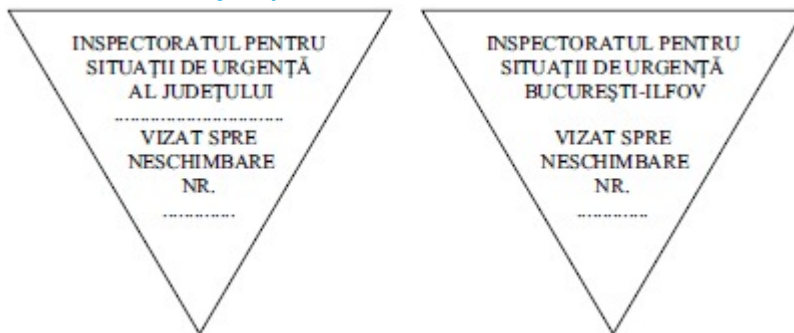 INSPECTORATUL PENTRU
SITUAŢII DE URGENŢĂ
AL JUDEŢULUI
....................................
VIZAT SPRE
NESCHIMBARE
NR.
...............
INSPECTORATUL PENTRU
SITUAŢII DE URGENŢĂ
BUCUREŞTI-ILFOV
VIZAT SPRE
NESCHIMBARE
NR.
...............